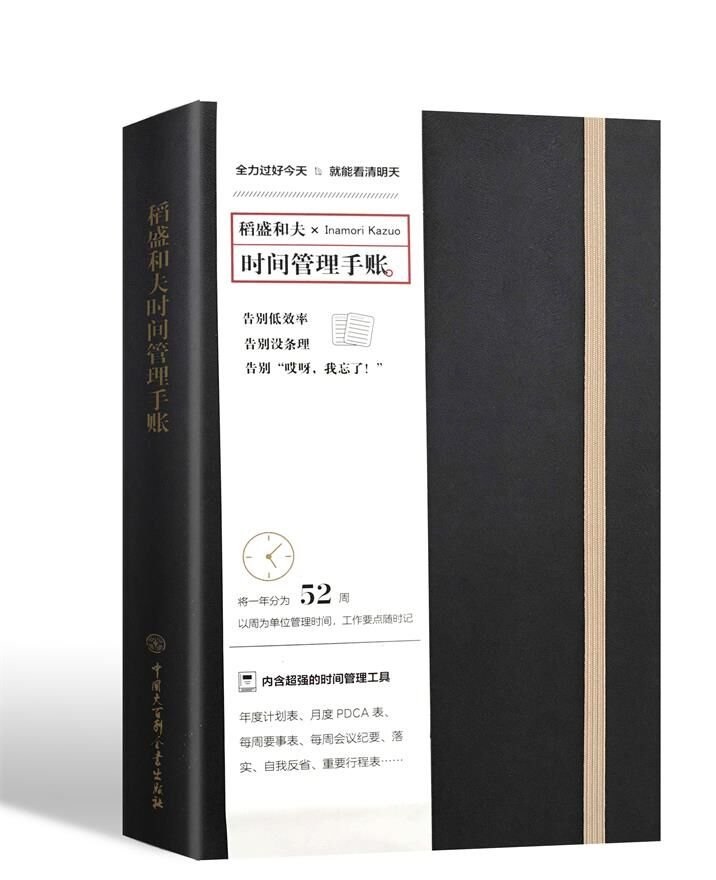 稻盛和夫时间管理手账
中国大百科全书出版社
全力过好今天 就能看清明天
稻盛和夫 × Inamori Kazuo
时间管理手账。
告别低效率
告别没条理
告别“哎呀，我忘了！”
将一年分为 52 周
以周为单位管理时间，工作要点随时记
内含超强的时间管理工具
年度计划表、月度 PDCA 表、
每周要事表、每周会议纪要、落
实、自我反省、重要行程表……